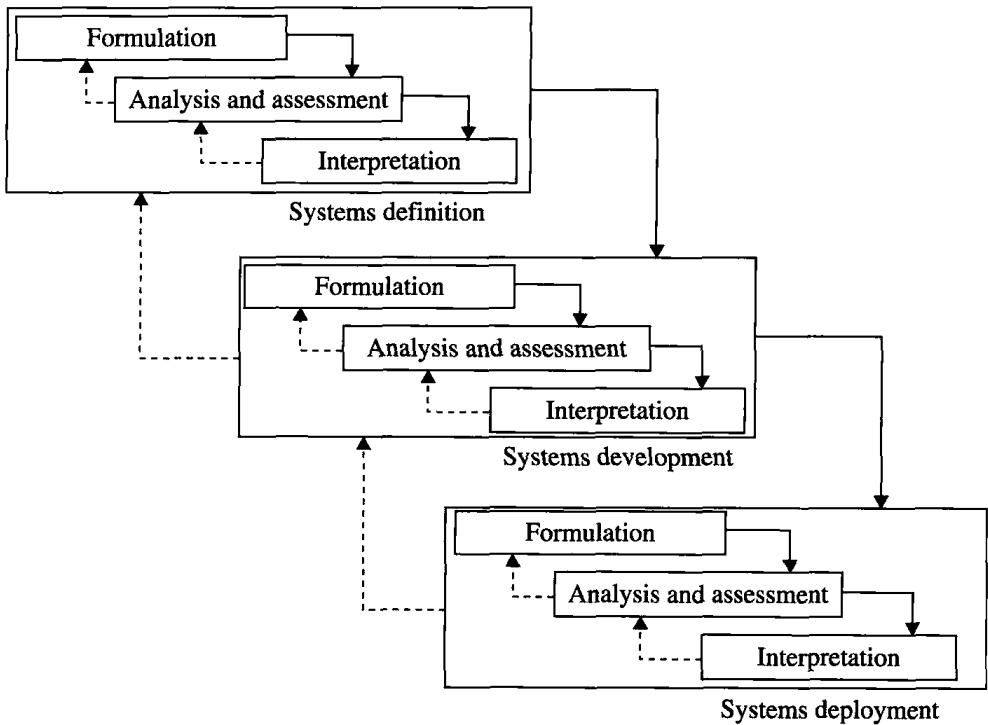 Formulation
Analysis and assessment
Interpretation
Systems definition
Formulation
Analysis and assessment
Interpretation
Systems development
Formulation
Analysis and assessment
Interpretation
Systems deployment